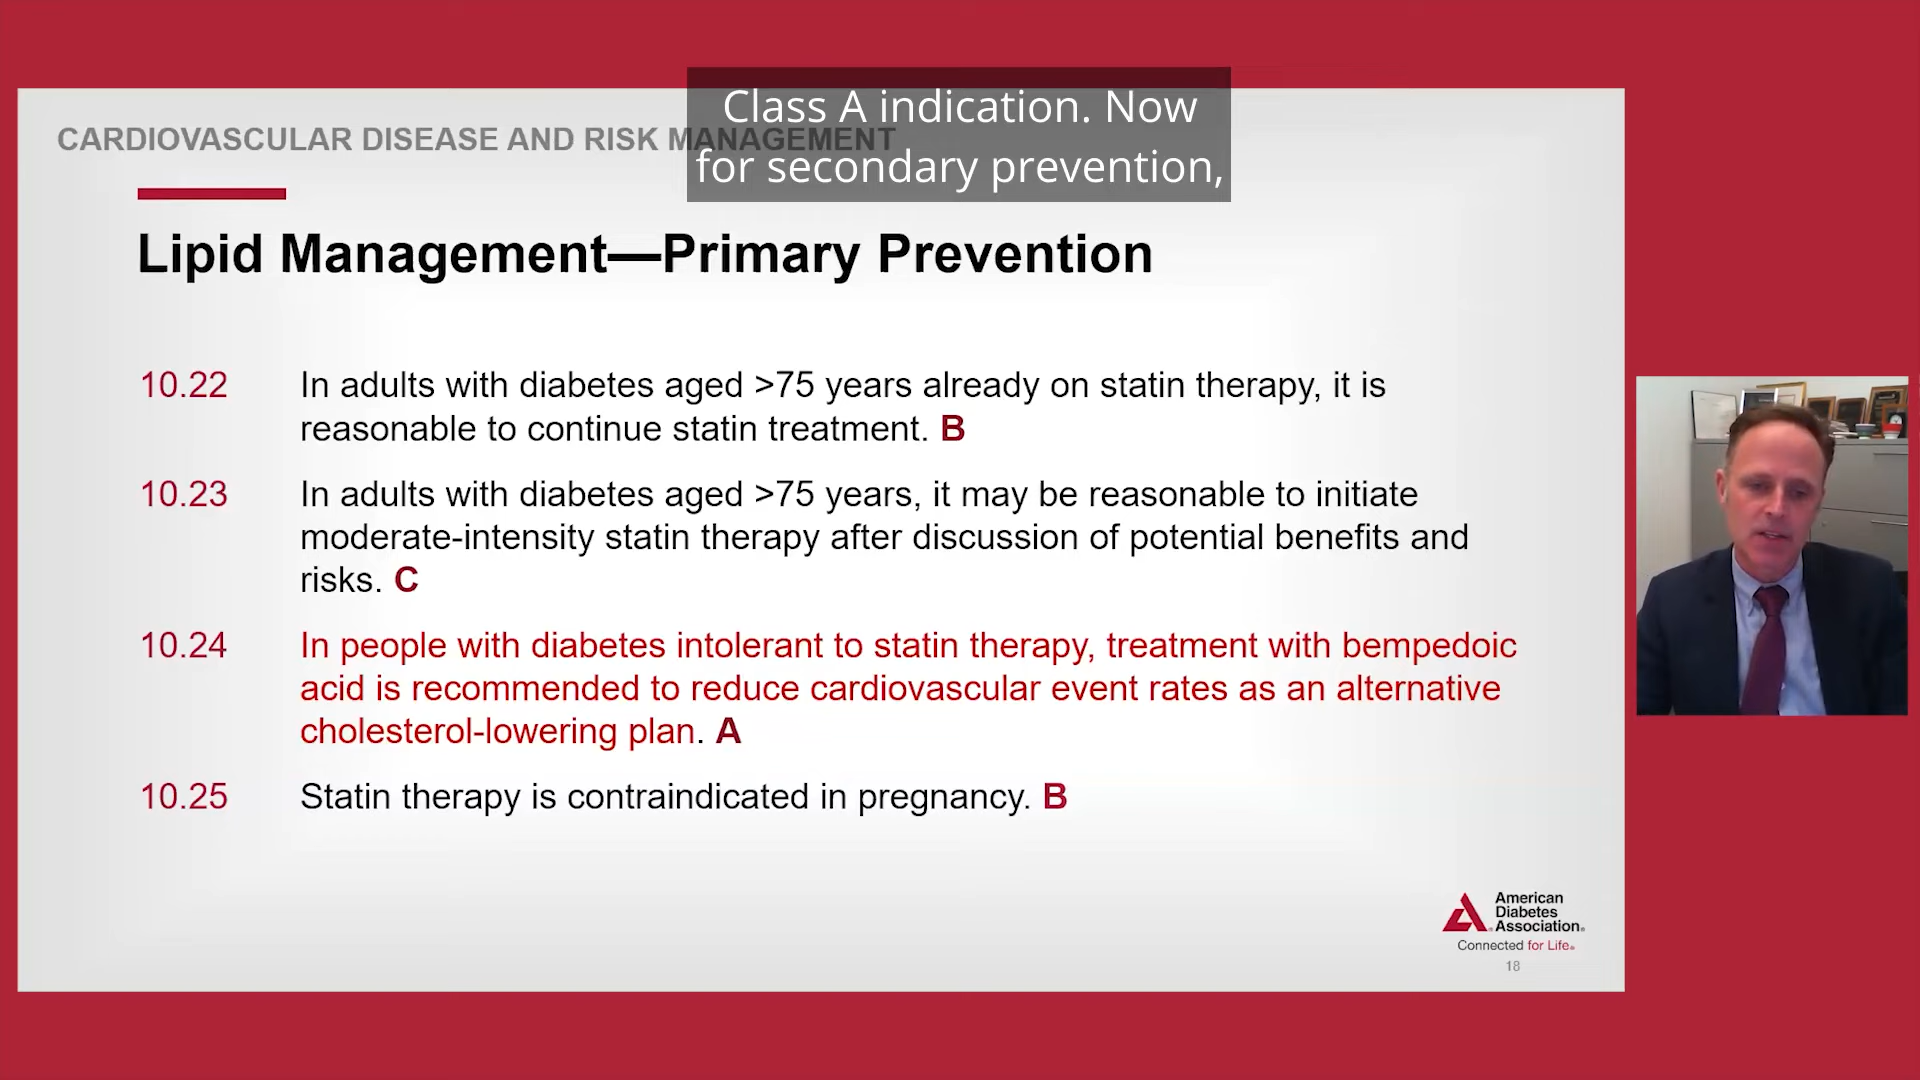 Class A indication. Now
for secondary prevention,
CARDIOVASCULAR DISEASE AND RISK MANAGEMENT
Lipid Management—Primary Prevention
10.22 In adults with diabetes aged >75 years already on statin therapy, it is
reasonable to continue statin treatment. B
10.23 In adults with diabetes aged >75 years, it may be reasonable to initiate
moderate-intensity statin therapy after discussion of potential benefits and
risks. C
10.24 In people with diabetes intolerant to statin therapy, treatment with bempedoic
acid is recommended to reduce cardiovascular event rates as an alternative
cholesterol-lowering plan. A
10.25 Statin therapy is contraindicated in pregnancy. B
American
Diabetes
Association®
Connected for Life®
18